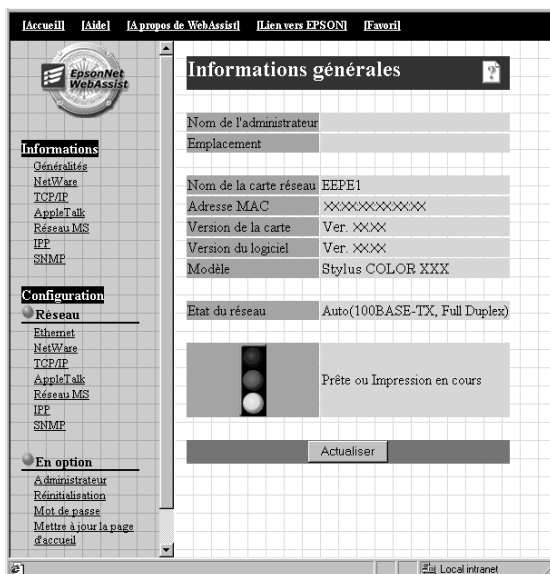 [Accueil] [Aide] [A propos de WebAssist] [Lien vers EPSON] [Favori]
EpsonNet
WebAssist
Informations
Généralités
NetWare
TCP/IP
AppleTalk
Réseau MS
IPP
SNMP
Configuration
Réseau
Ethernet
NetWare
TCP/IP
AppleTalk
Réseau MS
IPP
SNMP
En option
Administrateur
Réinitialisation
Mot de passe
Mettre à jour la page
d'accueil
Informations générales
?
Nom de l'administrateur
Emplacement
Nom de la carte réseau EEPE1
Adresse MAC XXXXXXXXXXXX
Version de la carte Ver. XX.XX
Version du logiciel Ver. XX.XX
Modèle Stylus COLOR XXX
Etat du réseau Auto(100BASE-TX, Full Duplex)
Prête ou Impression en cours
Actualiser
Local intranet